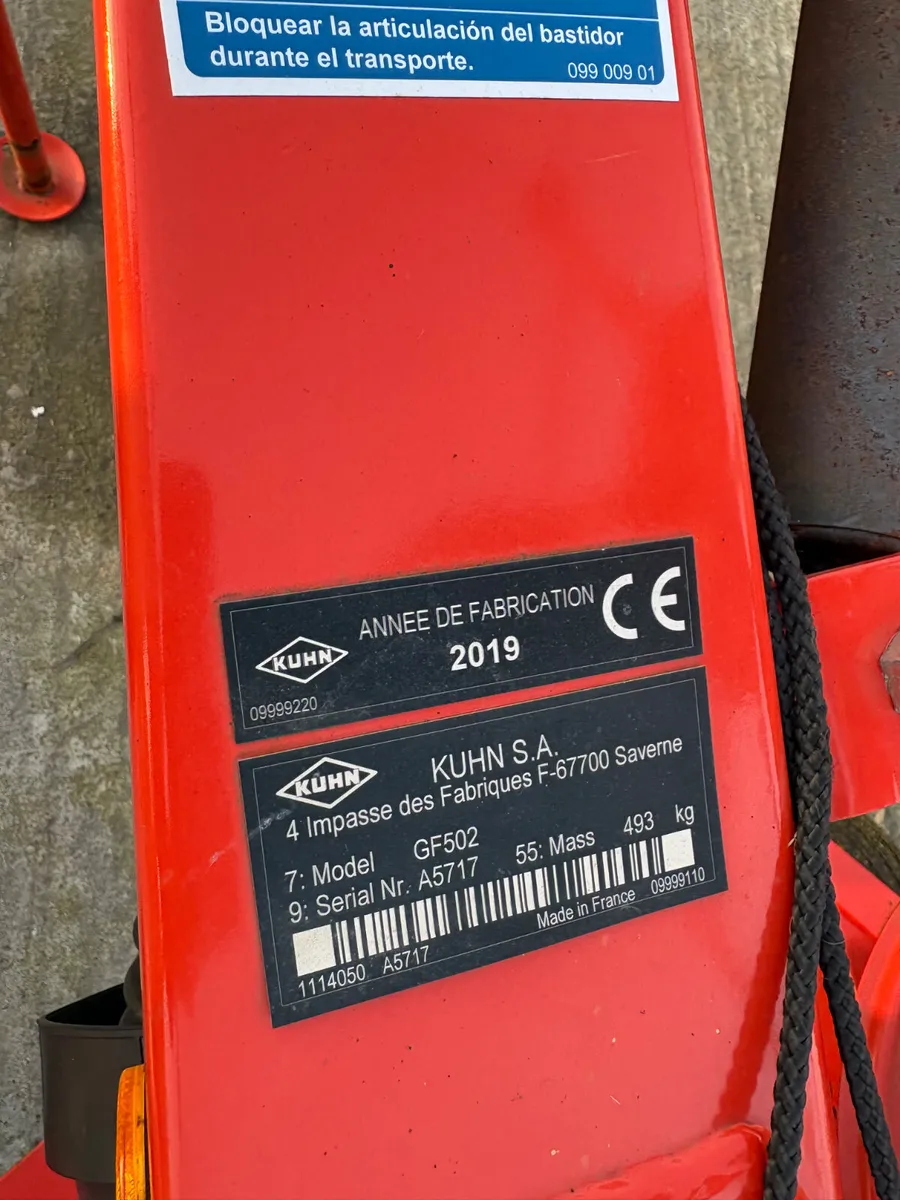 Bloquear la articulación del bastidor
durante el transporte.
099 009 01
KUHN
ANNEE DE FABRICATION
CE
2019
09999220
KUHN
KUHN S.A.
4 Impasse des Fabriques F-67700 Saverne
7: Model GF502 55: Mass 493 kg
9: Serial Nr. A5717
1114050 A5717 Made in France 09999110